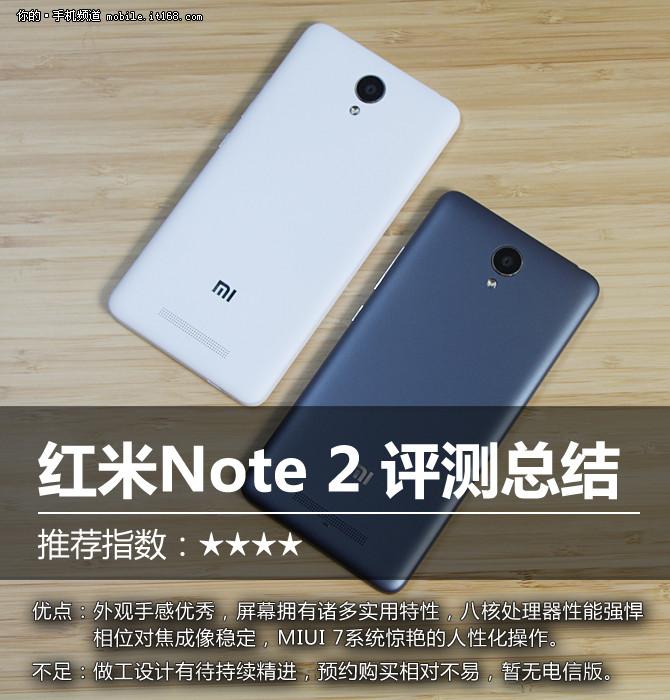 你的·手机频道 mobile.it168.com
mi
mi
红米Note 2 评测总结
推荐指数：★★★★
优点：外观手感优秀，屏幕拥有诸多实用特性，八核处理器性能强悍
相位对焦成像稳定，MIUI 7系统惊艳的人性化操作。
不足：做工设计有待持续精进，预约购买相对不易，暂无电信版。